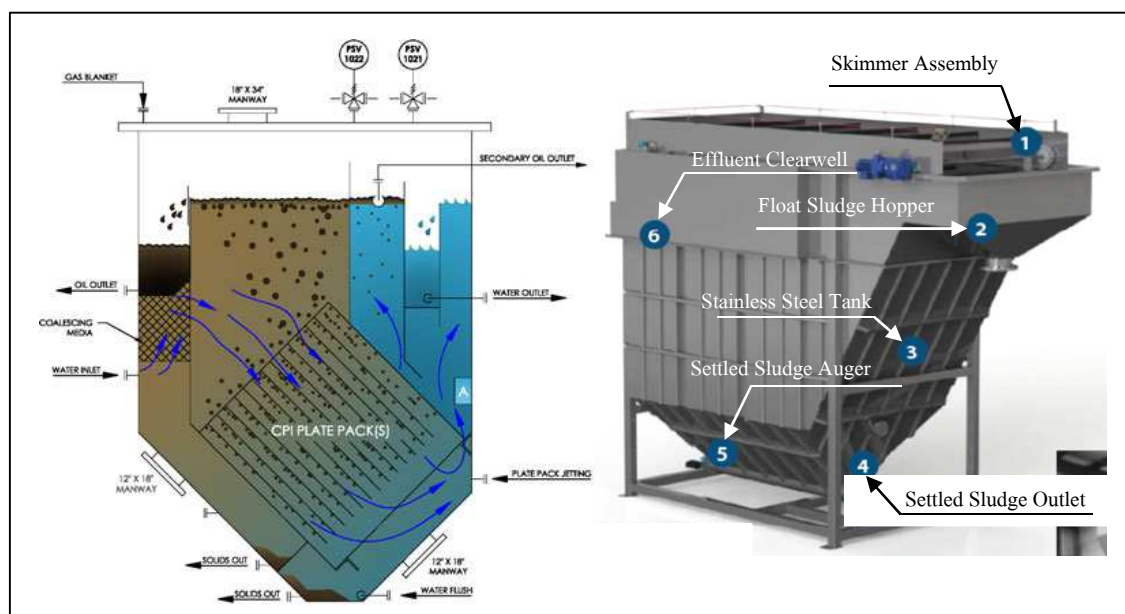 PSV
1022
PSV
1021
GAS BLANKET
18" X 34"
MANWAY
SECONDARY OIL OUTLET
OIL OUTLET
COALESCING
MEDIA
WATER INLET
WATER OUTLET
A
CPI PLATE PACK(S)
12" X 18"
MANWAY
PLATE PACK JETTING
SOLIDS OUT
12" X 18"
MANWAY
SOLIDS OUT
WATER FLUSH
Skimmer Assembly
1
Effluent Clearwell
Float Sludge Hopper
2
6
Stainless Steel Tank
3
Settled Sludge Auger
5
4
Settled Sludge Outlet